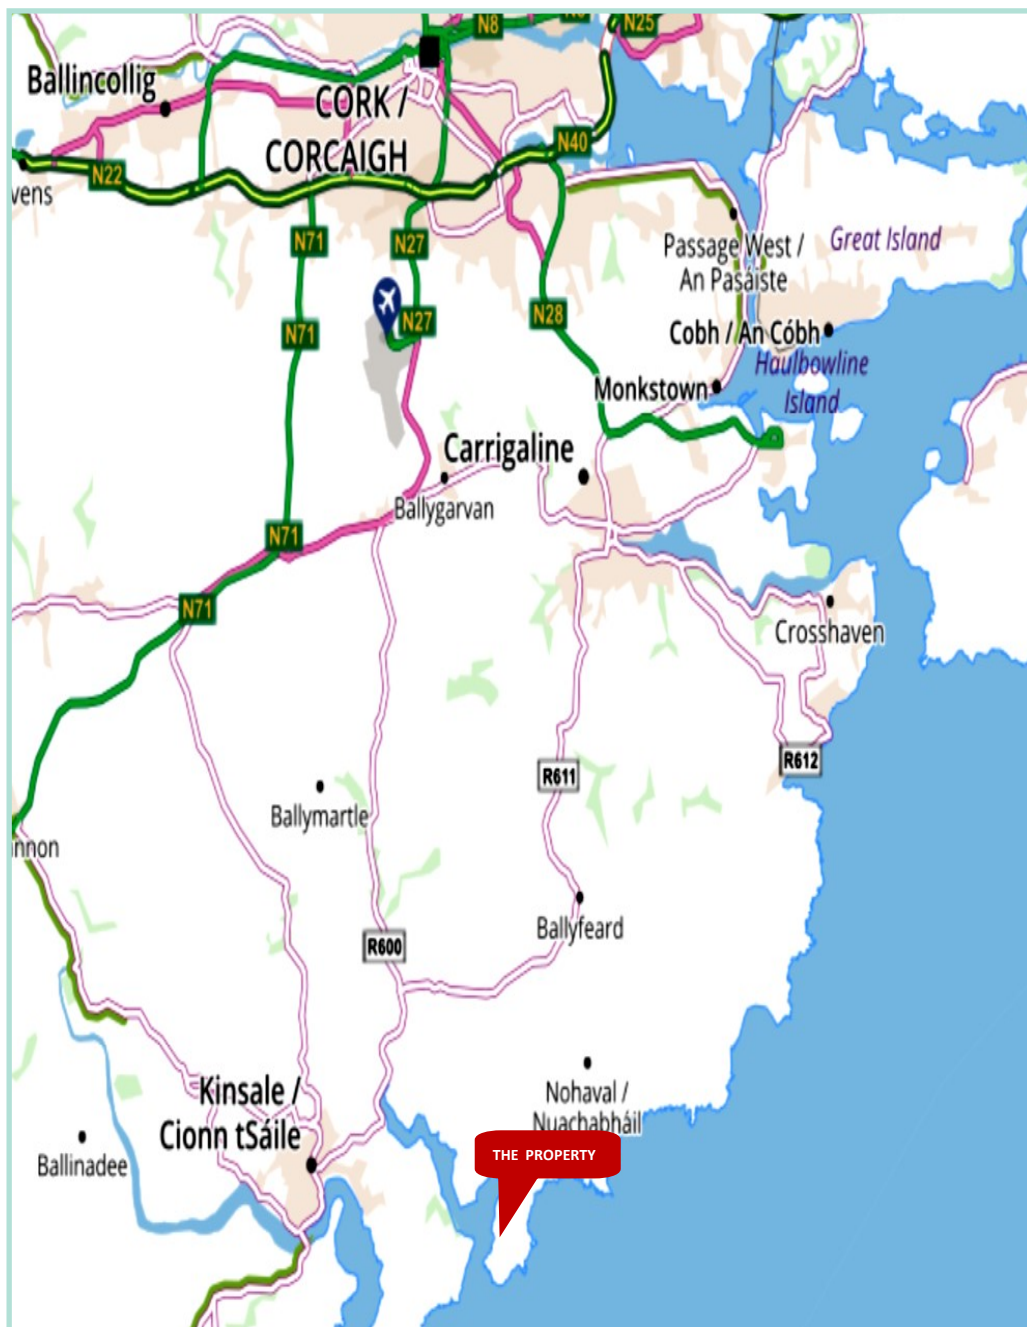 N8
N25
Ballincollig
CORK /
CORCAIGH
N40
N22
vens
N71
N27
Passage West /
An Pasáiste
Great Island
N71
N27
N28
Cobh / An Cóbh
Haulbowline
Island
Monkstown
Carrigaline
Ballygarvan
N71
N71
Crosshaven
R612
R611
Ballymartle
innon
Ballyfeard
R600
Kinsale /
Cionn tSáile
Nohaval /
Nuachabháil
THE PROPERTY
Ballinadee